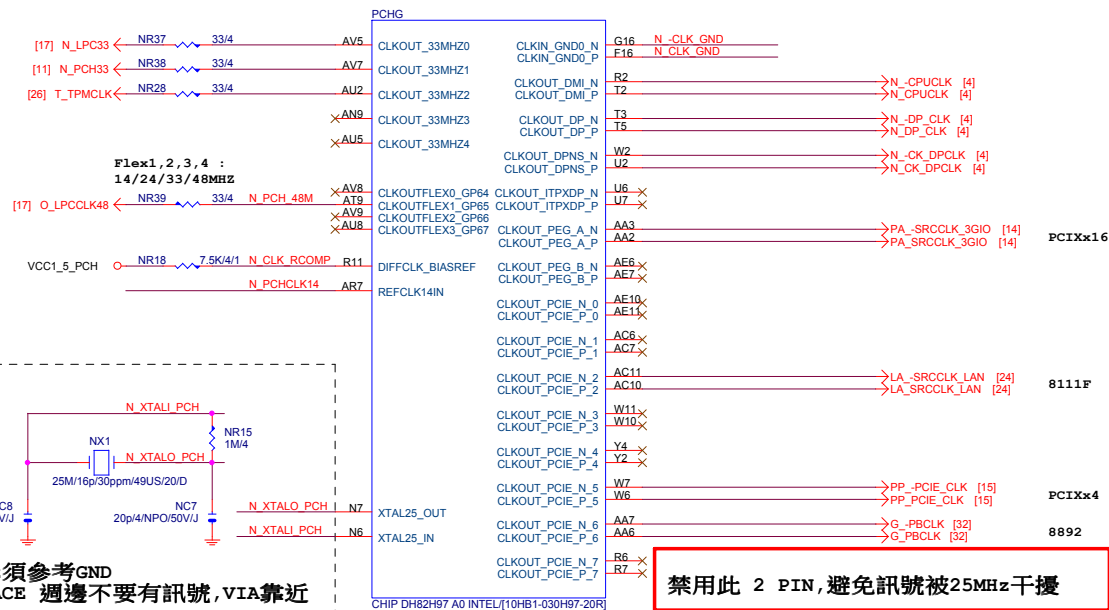 PCHG
[17] N_LPC33 NR37 33/4 AV5 CLKOUT_33MHZ0
[11] N_PCH33 NR38 33/4 AV7 CLKOUT_33MHZ1
[26] T_TPMCLK NR28 33/4 AU2 CLKOUT_33MHZ2
AN9 CLKOUT_33MHZ3
AU5 CLKOUT_33MHZ4
Flex1,2,3,4 :
14/24/33/48MHZ
AV8 CLKOUTFLEX0_GP64
[17] O_LPCCLK48 NR39 33/4 N_PCH_48M AT9 CLKOUTFLEX1_GP65
AV9 CLKOUTFLEX2_GP66
AU8 CLKOUTFLEX3_GP67
VCC1_5_PCH NR18 7.5K/4/1 N_CLK_RCOMP R11 DIFFCLK_BIASREF
N_PCHCLK14 AR7 REFCLK14IN
N_XTALI_PCH
NR15
1M/4
NX1
N_XTALO_PCH
25M/16p/30ppm/49US/20/D
C8
V/J
NC7
20p/4/NPO/50V/J
N_XTALO_PCH N7 XTAL25_OUT
N_XTALI_PCH N6 XTAL25_IN
須參考GND
ACE 週邊不要有訊號,VIA靠近
CLKIN_GND0_N G16 N_-CLK_GND
CLKIN_GND0_P F16 N_CLK_GND
CLKOUT_DMI_N R2 N_-CPUCLK [4]
CLKOUT_DMI_P T2 N_CPUCLK [4]
CLKOUT_DP_N T3 N_-DP_CLK [4]
CLKOUT_DP_P T5 N_DP_CLK [4]
CLKOUT_DPNS_N W2 N_-CK_DPCLK [4]
CLKOUT_DPNS_P U2 N_CK_DPCLK [4]
CLKOUT_ITPXDP_N U6
CLKOUT_ITPXDP_P U7
CLKOUT_PEG_A_N AA3 PA_-SRCCLK_3GIO [14]
CLKOUT_PEG_A_P AA2 PA_SRCCLK_3GIO [14]
PCIXx16
CLKOUT_PEG_B_N AE6
CLKOUT_PEG_B_P AE7
CLKOUT_PCIE_N_0 AE10
CLKOUT_PCIE_P_0 AE11
CLKOUT_PCIE_N_1 AC6
CLKOUT_PCIE_P_1 AC7
CLKOUT_PCIE_N_2 AC11 LA_-SRCCLK_LAN [24]
CLKOUT_PCIE_P_2 AC10 LA_SRCCLK_LAN [24]
8111F
CLKOUT_PCIE_N_3 W11
CLKOUT_PCIE_P_3 W10
CLKOUT_PCIE_N_4 Y4
CLKOUT_PCIE_P_4 Y2
CLKOUT_PCIE_N_5 W7 PP_-PCIE_CLK [15]
CLKOUT_PCIE_P_5 W6 PP_PCIE_CLK [15]
PCIXx4
CLKOUT_PCIE_N_6 AA7 G_-PBCLK [32]
CLKOUT_PCIE_P_6 AA6 G_PBCLK [32]
8892
CLKOUT_PCIE_N_7 R6
CLKOUT_PCIE_P_7 R7
禁用此 2 PIN,避免訊號被25MHz干擾
CHIP DH82H97 A0 INTEL/[10HB1-030H97-20R]